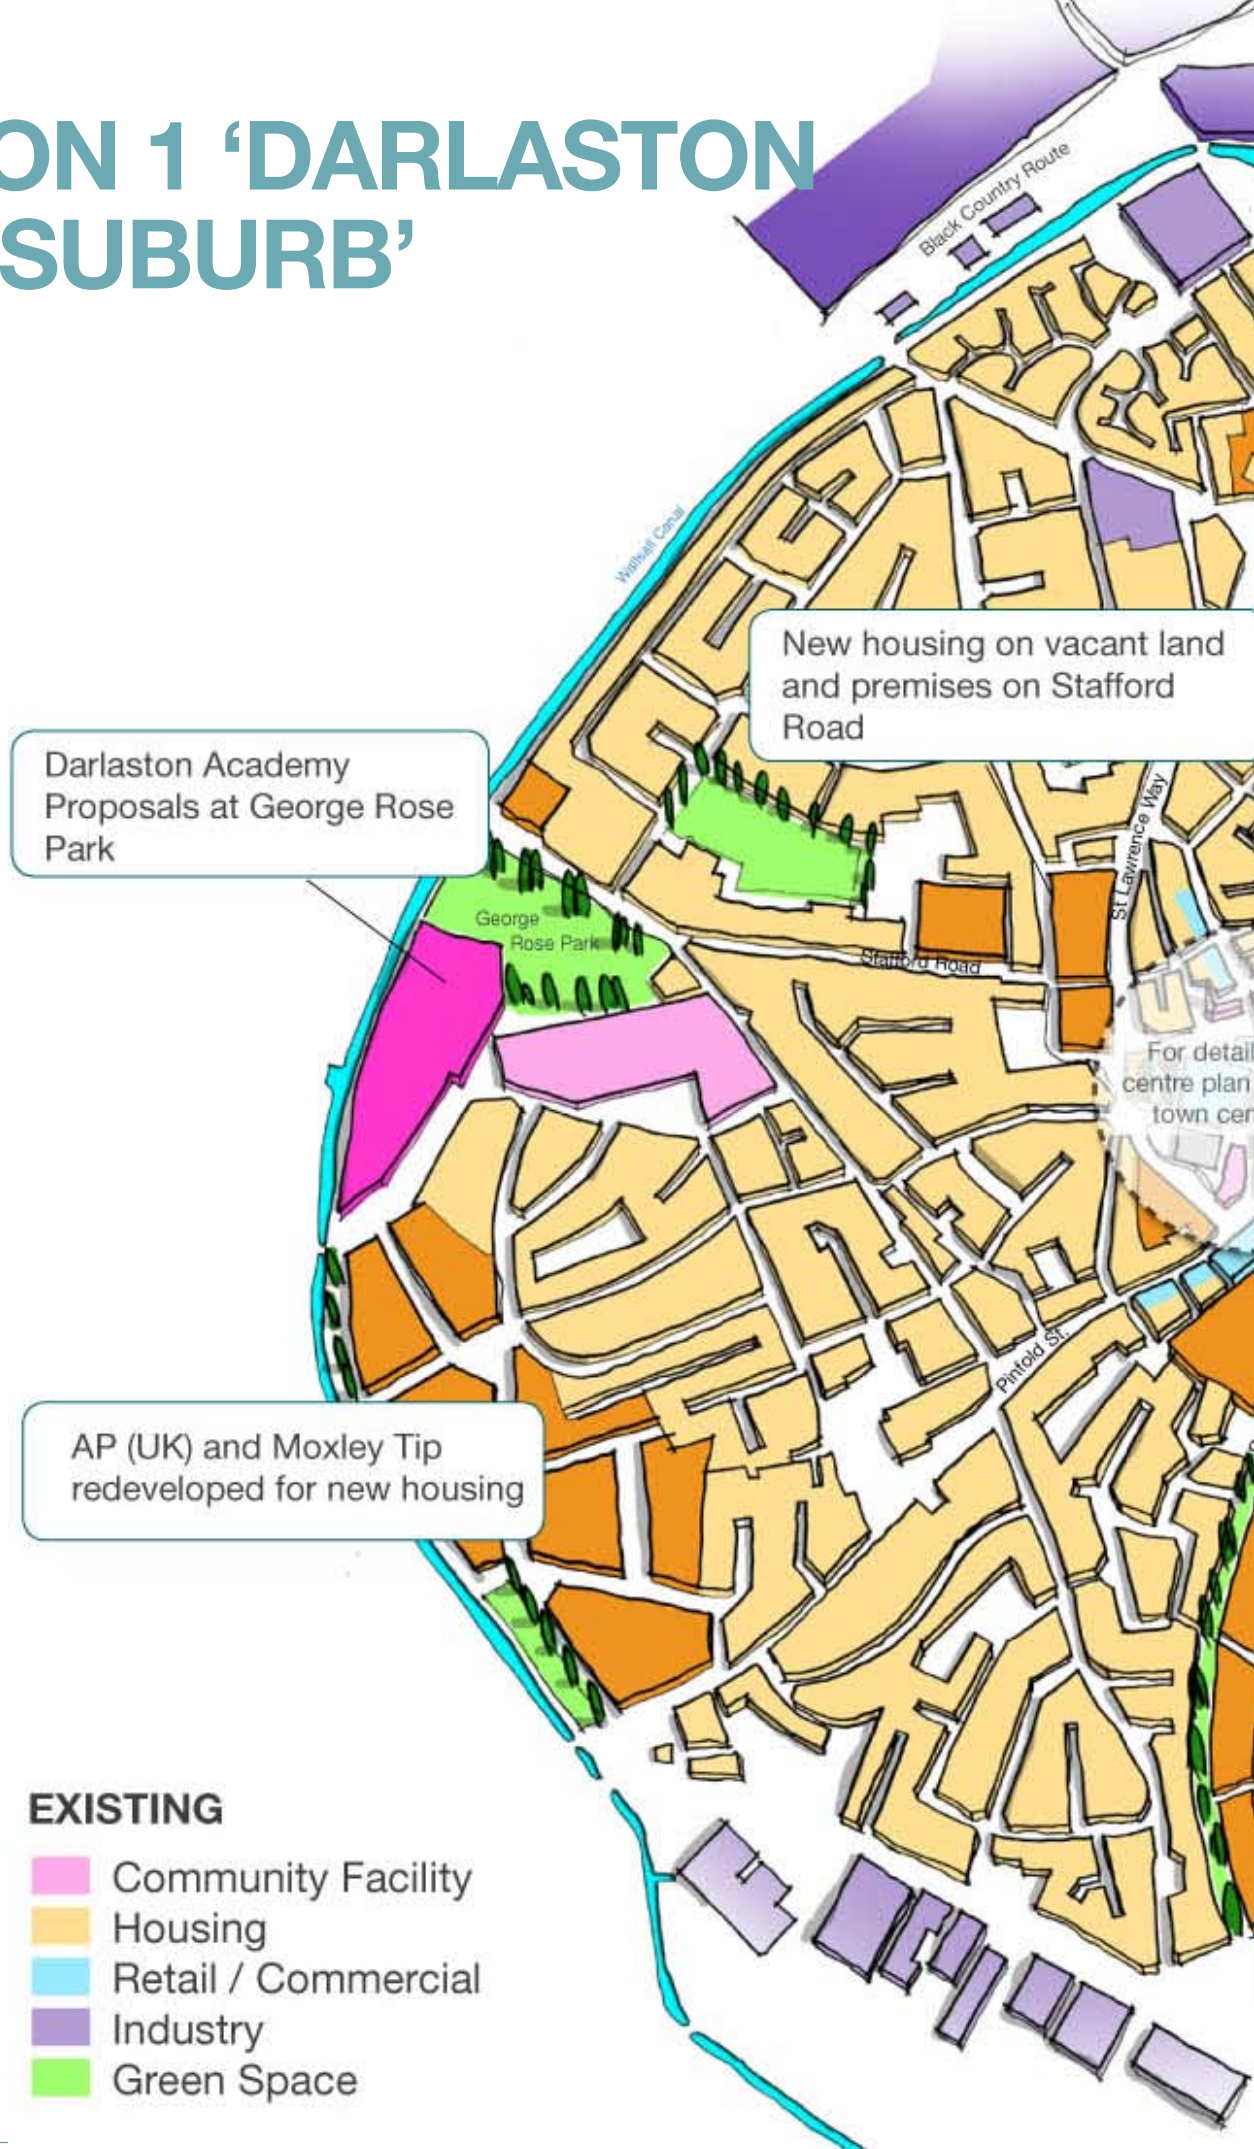 ON 1 ‘DARLASTON
SUBURB’
Black Country Route
Walsall Canal
New housing on vacant land
and premises on Stafford
Road
Darlaston Academy
Proposals at George Rose
Park
St Lawrence Way
George
Rose Park
Stafford Road
For detail
centre plan
town cen
Pinfold St.
AP (UK) and Moxley Tip
redeveloped for new housing
EXISTING
Community Facility
Housing
Retail / Commercial
Industry
Green Space